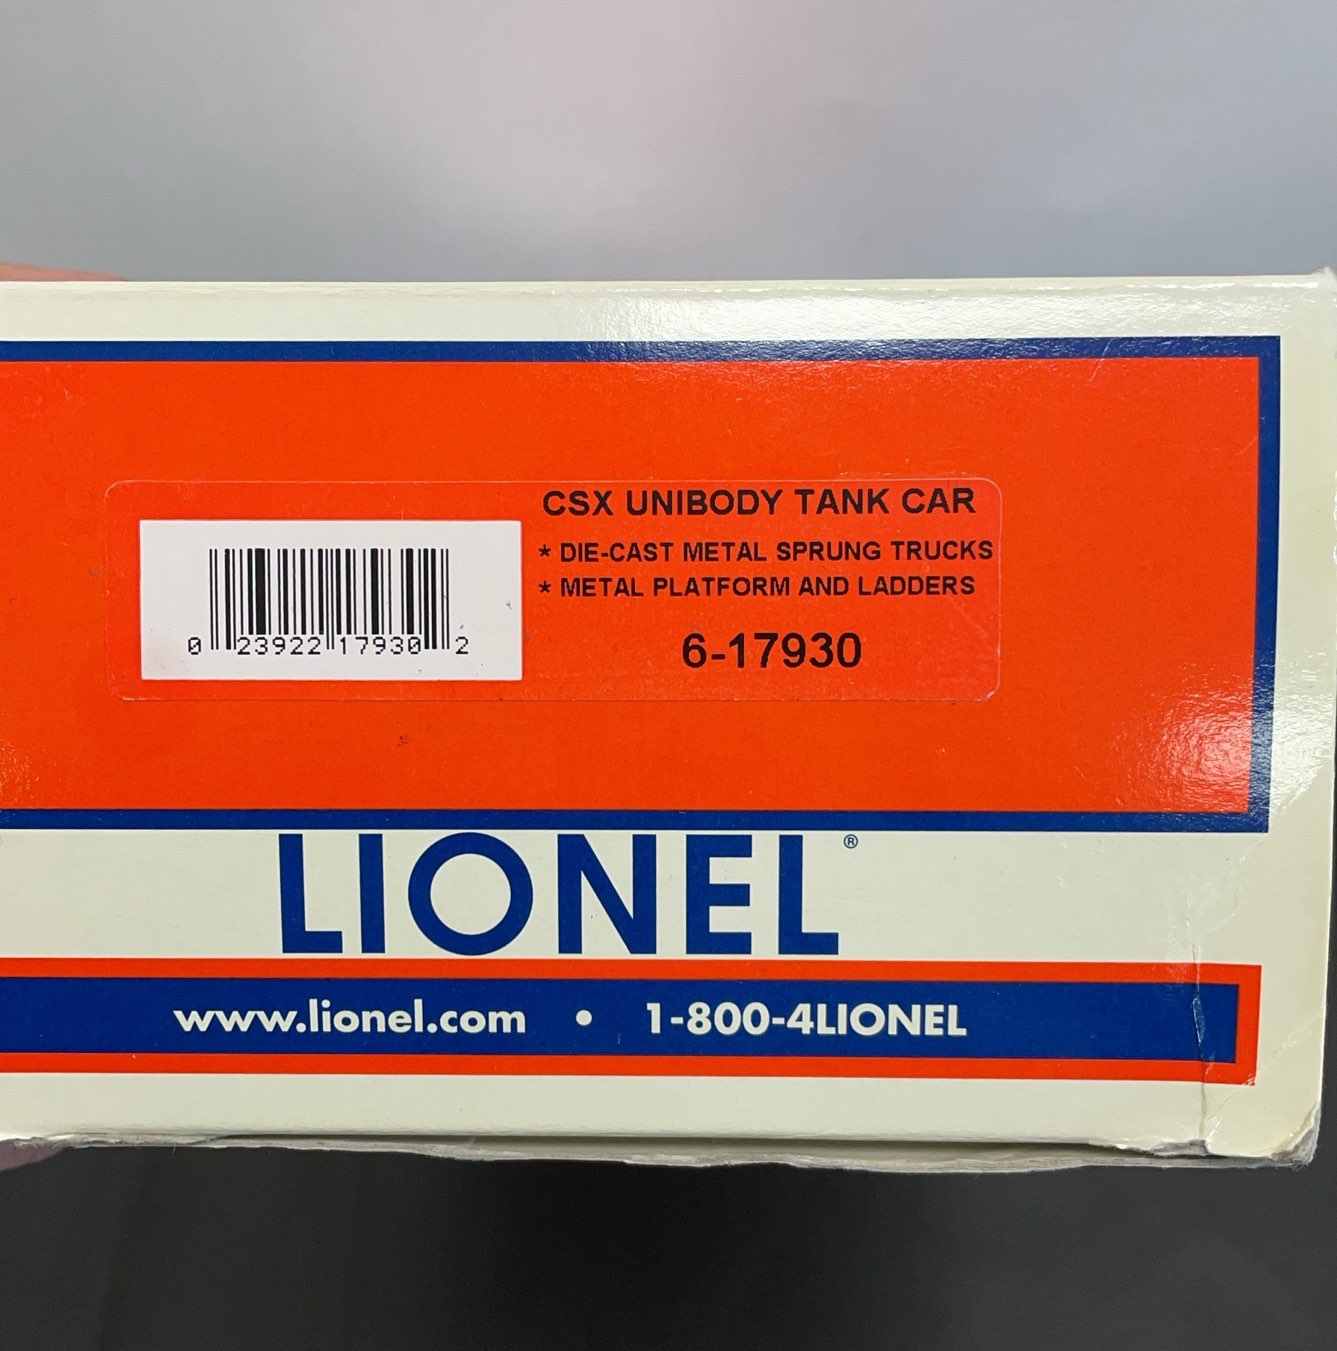 CSX UNIBODY TANK CAR
* DIE-CAST METAL SPRUNG TRUCKS
* METAL PLATFORM AND LADDERS
6-17930
0 23922 17930 2
LIONEL®
www.lionel.com • 1-800-4LIONEL